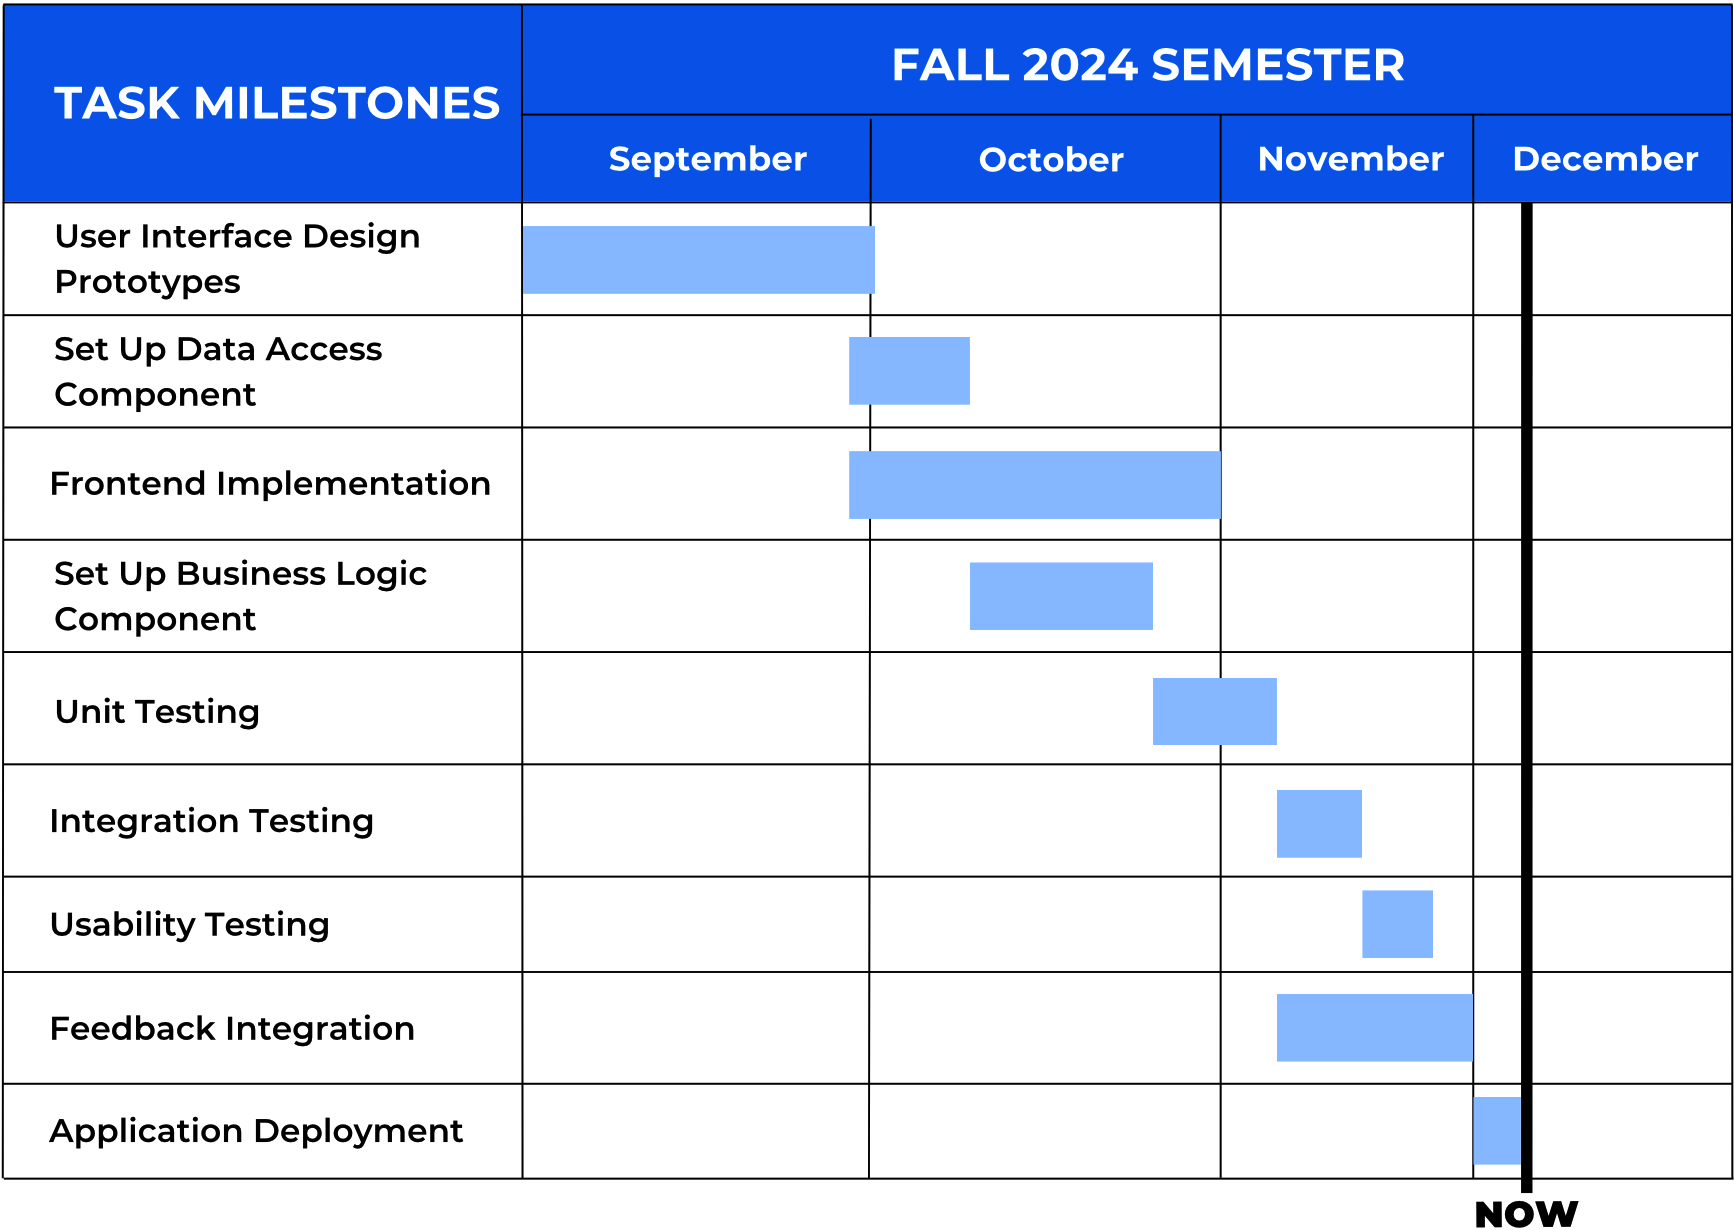 TASK MILESTONES
FALL 2024 SEMESTER
September
October
November
December
User Interface Design
Prototypes
Set Up Data Access
Component
Frontend Implementation
Set Up Business Logic
Component
Unit Testing
Integration Testing
Usability Testing
Feedback Integration
Application Deployment
NOW